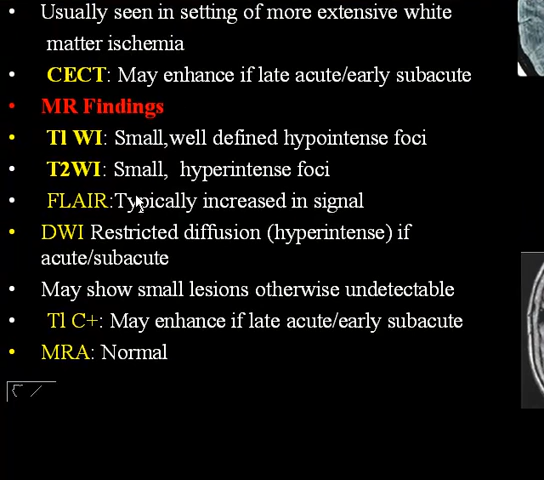 • Usually seen in setting of more extensive white
matter ischemia
• CECT: May enhance if late acute/early subacute
• MR Findings
• Tl WI: Small,well defined hypointense foci
• T2WI: Small, hyperintense foci
• FLAIR:Typically increased in signal
• DWI Restricted diffusion (hyperintense) if
acute/subacute
• May show small lesions otherwise undetectable
• Tl C+: May enhance if late acute/early subacute
• MRA: Normal